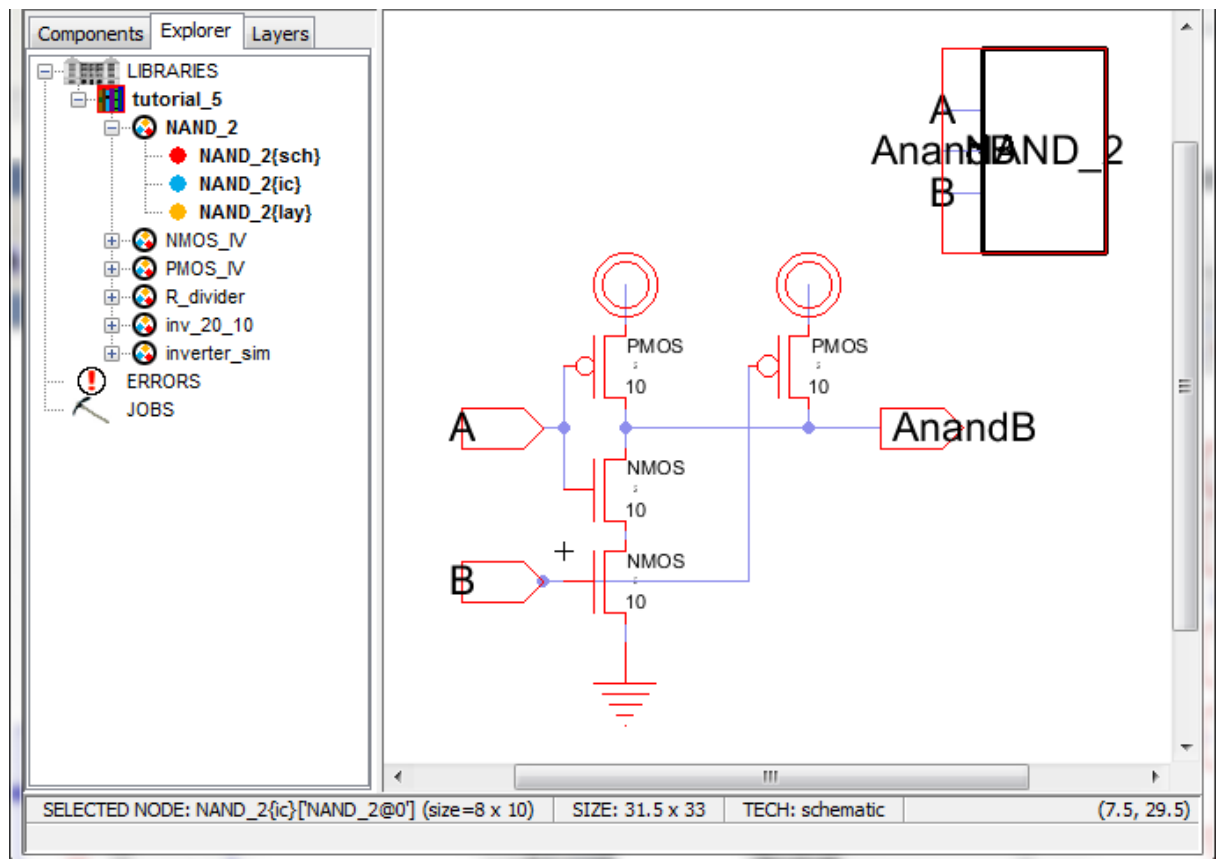 Components Explorer Layers
LIBRARIES
tutorial_5
NAND_2
NAND_2{sch}
NAND_2{ic}
NAND_2{lay}
NMOS_IV
PMOS_IV
R_divider
inv_20_10
inverter_sim
ERRORS
JOBS
A
AnandB
NAND_2
B
PMOS
10
PMOS
10
A
AnandB
NMOS
10
B
NMOS
10
SELECTED NODE: NAND_2{ic}['NAND_2@0'] (size=8 x 10) SIZE: 31.5 x 33 TECH: schematic (7.5, 29.5)